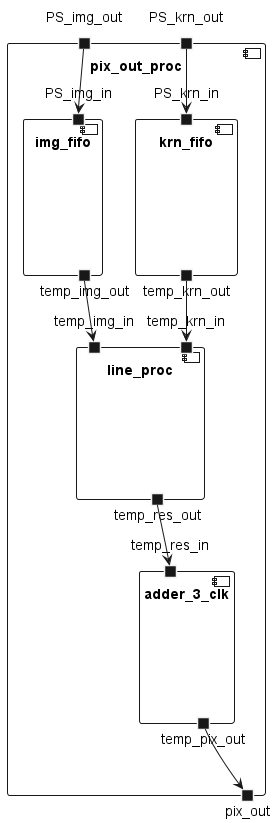 PS_img_out PS_krn_out
pix_out_proc
PS_img_in PS_krn_in
img_fifo krn_fifo
temp_img_out temp_krn_out
temp_img_in temp_krn_in
line_proc
temp_res_out
temp_res_in
adder_3_clk
temp_pix_out
pix_out